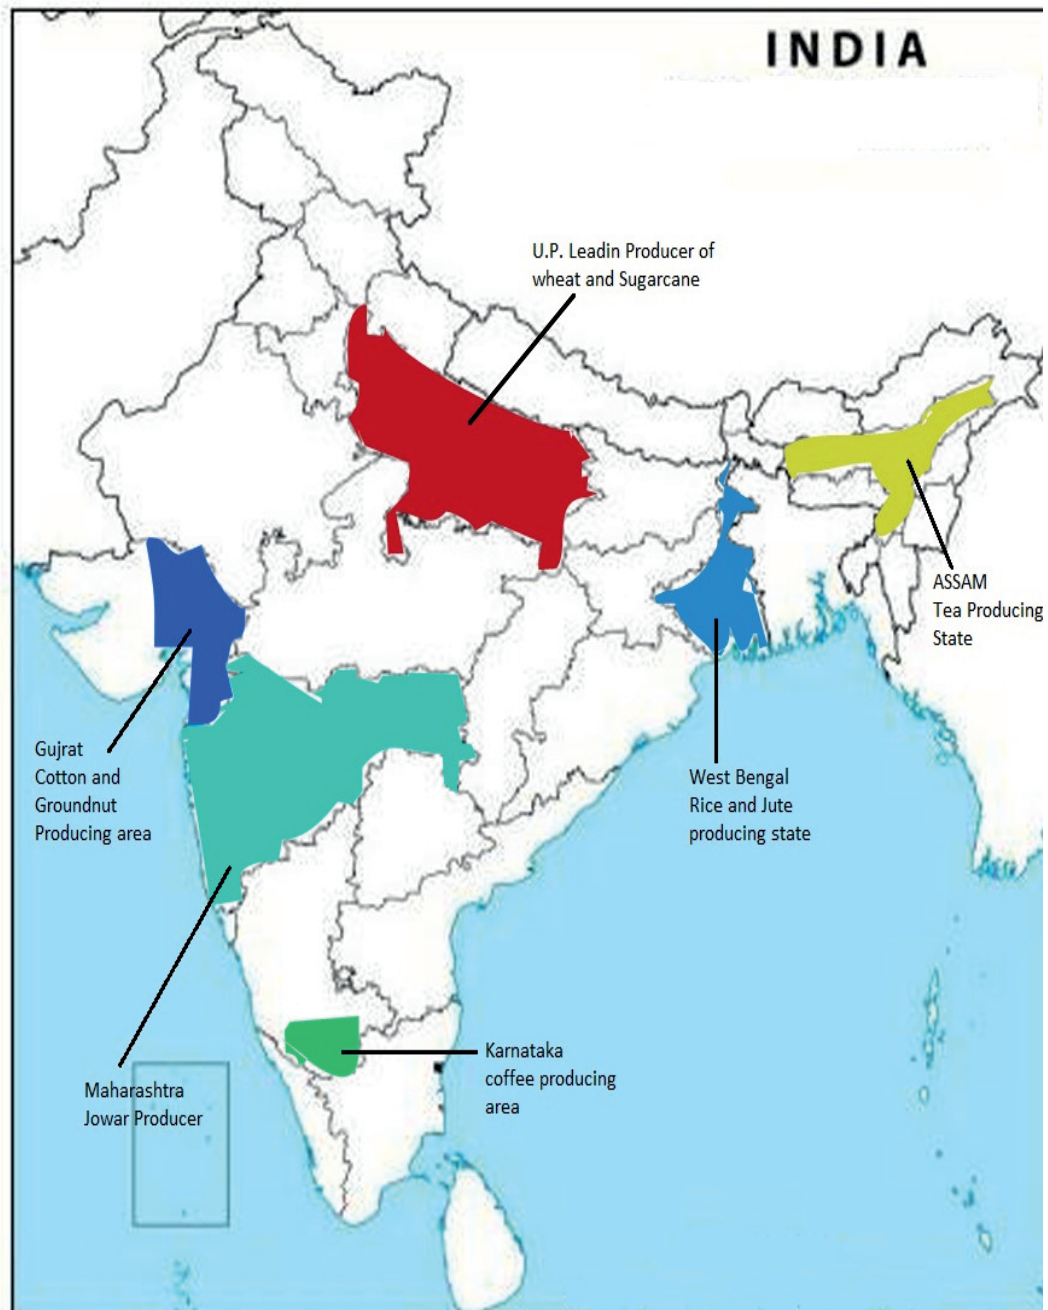 INDIA
U.P. Leadin Producer of
wheat and Sugarcane
ASSAM
Tea Producing
State
Gujrat
Cotton and
Groundnut
Producing area
West Bengal
Rice and Jute
producing state
Karnataka
coffee producing
area
Maharashtra
Jowar Producer